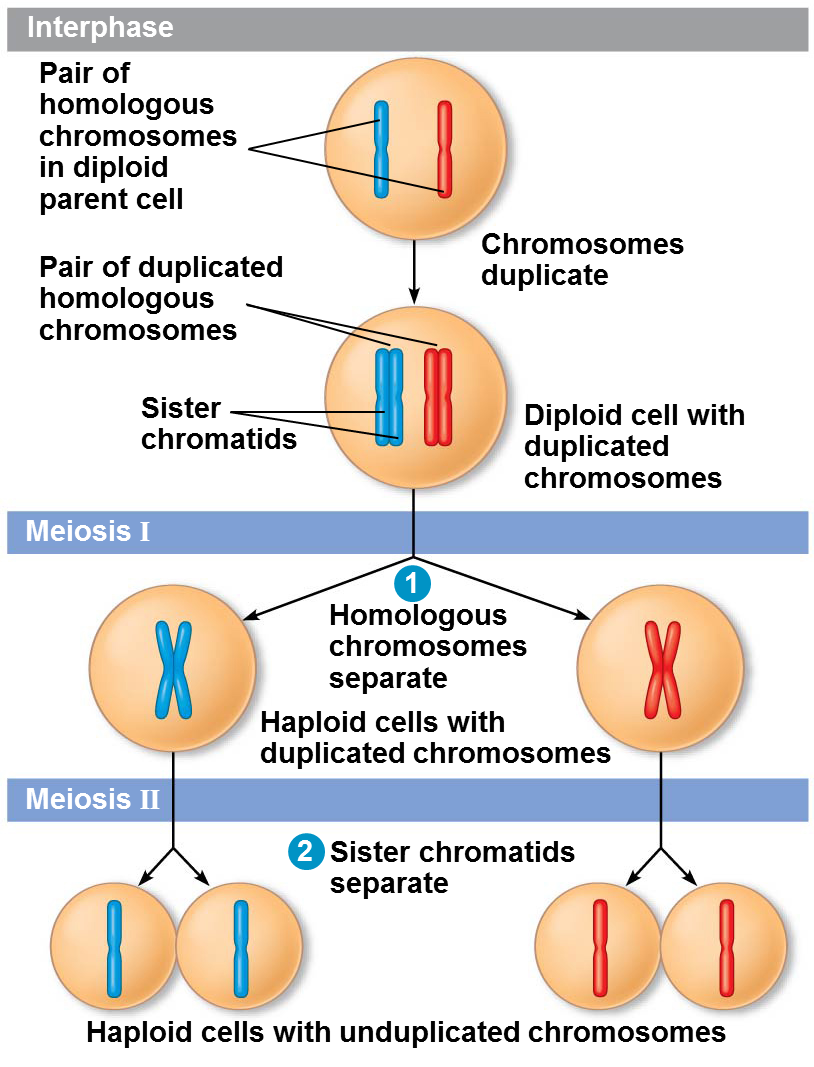 Interphase
Pair of
homologous
chromosomes
in diploid
parent cell
Chromosomes
duplicate
Pair of duplicated
homologous
chromosomes
Sister
chromatids
Diploid cell with
duplicated
chromosomes
Meiosis I
1
Homologous
chromosomes
separate
Haploid cells with
duplicated chromosomes
Meiosis II
2 Sister chromatids
separate
Haploid cells with unduplicated chromosomes